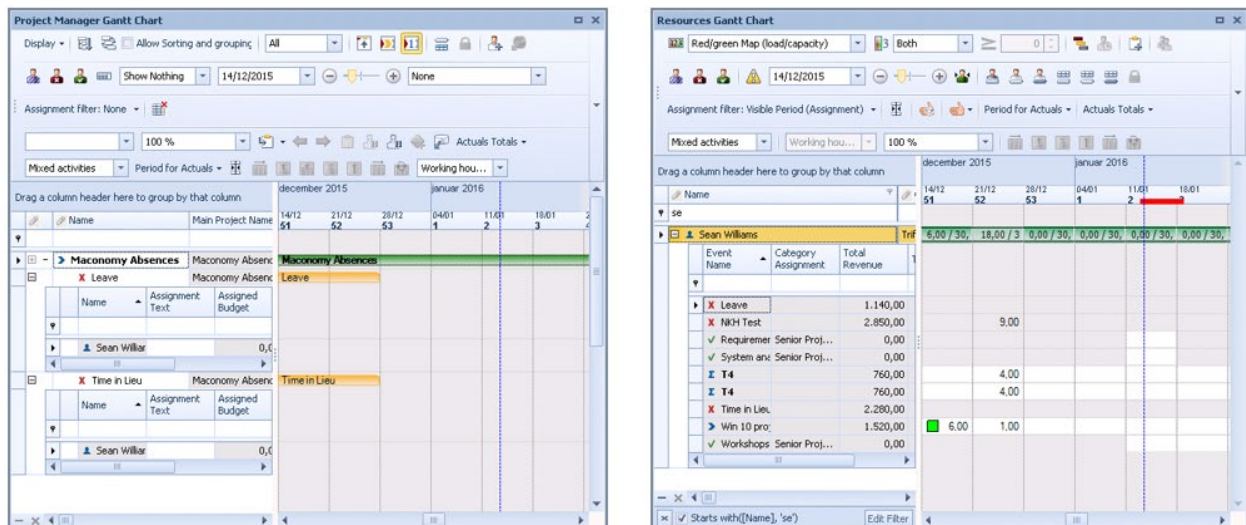 Project Manager Gantt Chart
Display
Allow Sorting and grouping All
Show Nothing 14/12/2015 None
Assignment filter: None
100 % Actuals Totals
Mixed activities Period for Actuals Working hou...
Drag a column header here to group by that column
december 2015 januar 2016
Name Main Project Name
14/12 21/12 28/12 04/01 11/01 18/01
51 52 53 1 2 3
Maconomy Absences Maconomy Absenc Maconomy Absences
X Leave Maconomy Absenc Leave
Name Assignment Text Assigned Budget
Sean Williar 0,0
X Time in Lieu Maconomy Absenc Time in Lieu
Name Assignment Text Assigned Budget
Sean Williar 0,0
Resources Gantt Chart
Red/green Map (load/capacity) Both 0
14/12/2015
Assignment filter: Visible Period (Assignment) Period for Actuals Actuals Totals
Mixed activities Working hou... 100 %
Drag a column header here to group by that column
december 2015 januar 2016
Name
14/12 21/12 28/12 04/01 11/01 18/01
51 52 53 1 2 3
se
Sean Williams Trif 6,00 / 30, 18,00 / 3 0,00 / 30, 0,00 / 30, 0,00 / 30, 0,00 / 30,
Event Name Category Assignment Total Revenue
X Leave 1.140,00
X NKH Test 2.850,00 9,00
Requiremer Senior Proj... 0,00
System ana Senior Proj... 0,00
Σ T4 760,00 4,00
Σ T4 760,00 4,00
X Time in Lieu 2.280,00
Win 10 pro 1.520,00 6,00 1,00
Workshops Senior Proj... 0,00
Starts with([Name], 'se') Edit Filter